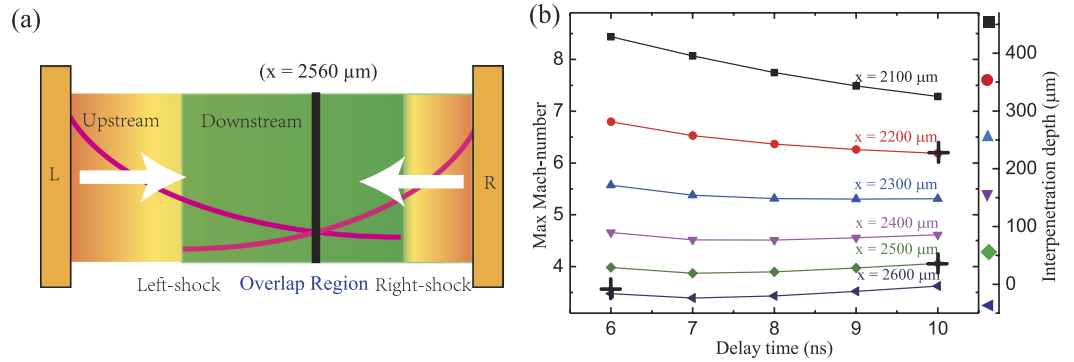 (a)
(x = 2560 μm)
Upstream
Downstream
L
R
Left-shock
Overlap Region
Right-shock
(b)
Max Mach-number
8
7
6
5
4
x = 2100 μm
x = 2200 μm
x = 2300 μm
x = 2400 μm
x = 2500 μm
x = 2600 μm
6 7 8 9 10
Delay time (ns)
400
300
200
100
0
Interpenetration depth (μm)